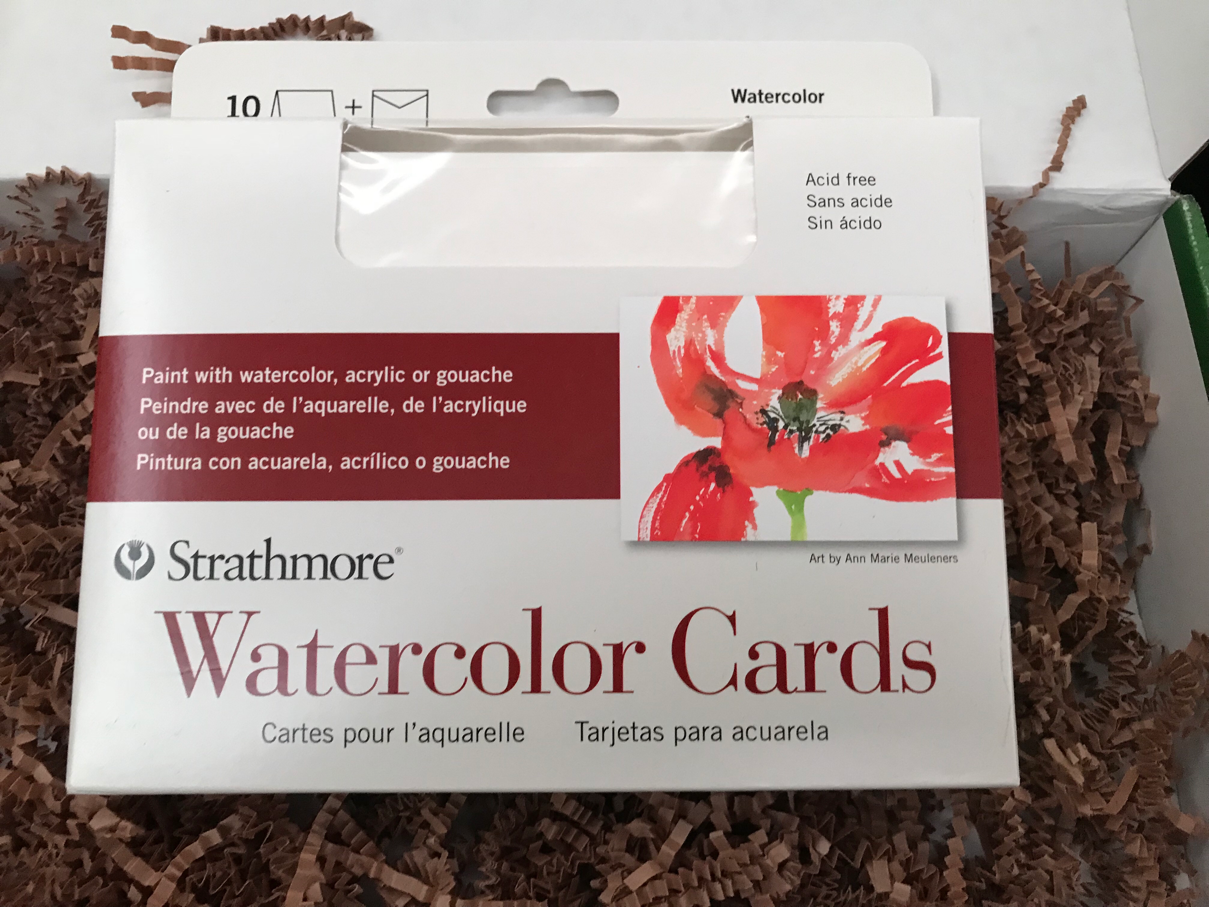 10 + Watercolor
Acid free
Sans acide
Sin ácido
Paint with watercolor, acrylic or gouache
Peindre avec de l'aquarelle, de l'acrylique
ou de la gouache
Pintura con acuarela, acrílico o gouache
Art by Ann Marie Meuleners
Strathmore®
Watercolor Cards
Cartes pour l'aquarelle Tarjetas para acuarela